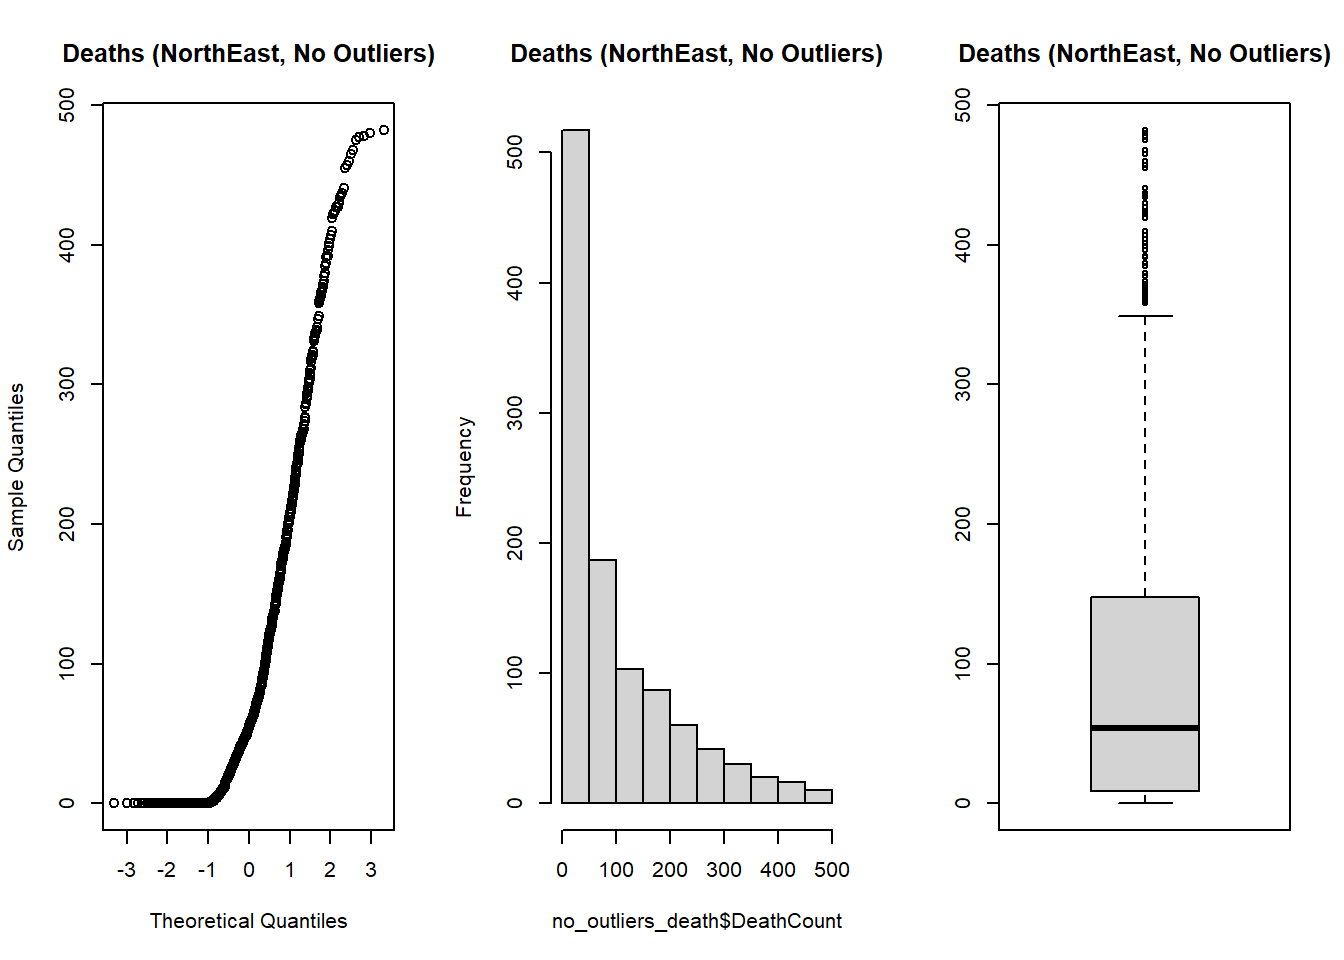 Deaths (NorthEast, No Outliers)
Sample Quantiles
0
100
200
300
400
500
-3 -2 -1 0 1 2 3
Theoretical Quantiles
Deaths (NorthEast, No Outliers)
Frequency
0
100
200
300
400
500
0 100 200 300 400 500
no_outliers_death$DeathCount
Deaths (NorthEast, No Outliers)
0
100
200
300
400
500